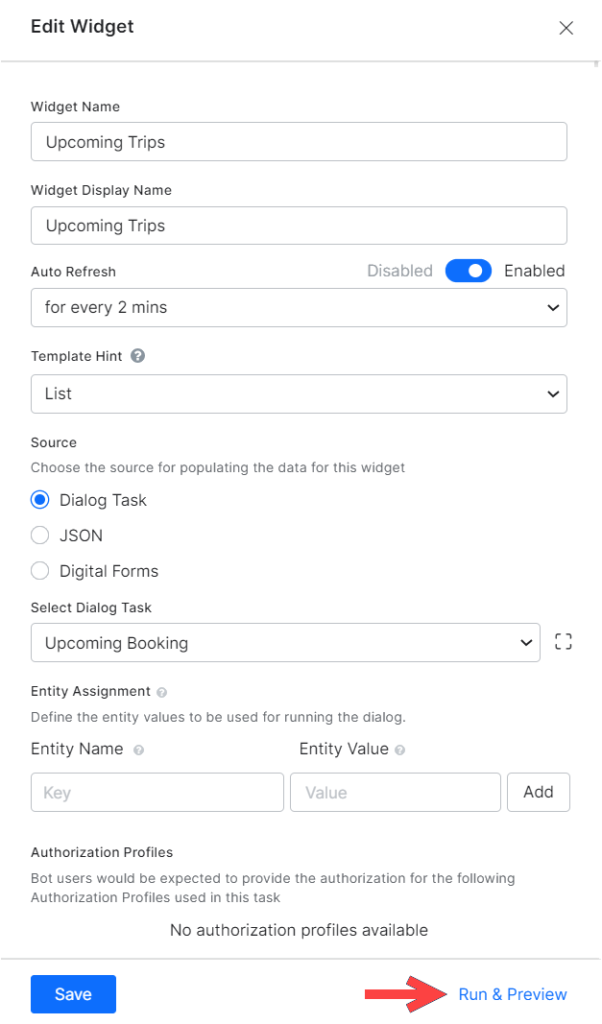 Edit Widget
Widget Name
Upcoming Trips
Widget Display Name
Upcoming Trips
Auto Refresh Disabled Enabled
for every 2 mins
Template Hint ?
List
Source
Choose the source for populating the data for this widget
Dialog Task
JSON
Digital Forms
Select Dialog Task
Upcoming Booking
Entity Assignment ?
Define the entity values to be used for running the dialog.
Entity Name ? Entity Value ?
Key Value Add
Authorization Profiles
Bot users would be expected to provide the authorization for the following
Authorization Profiles used in this task
No authorization profiles available
Save Run & Preview